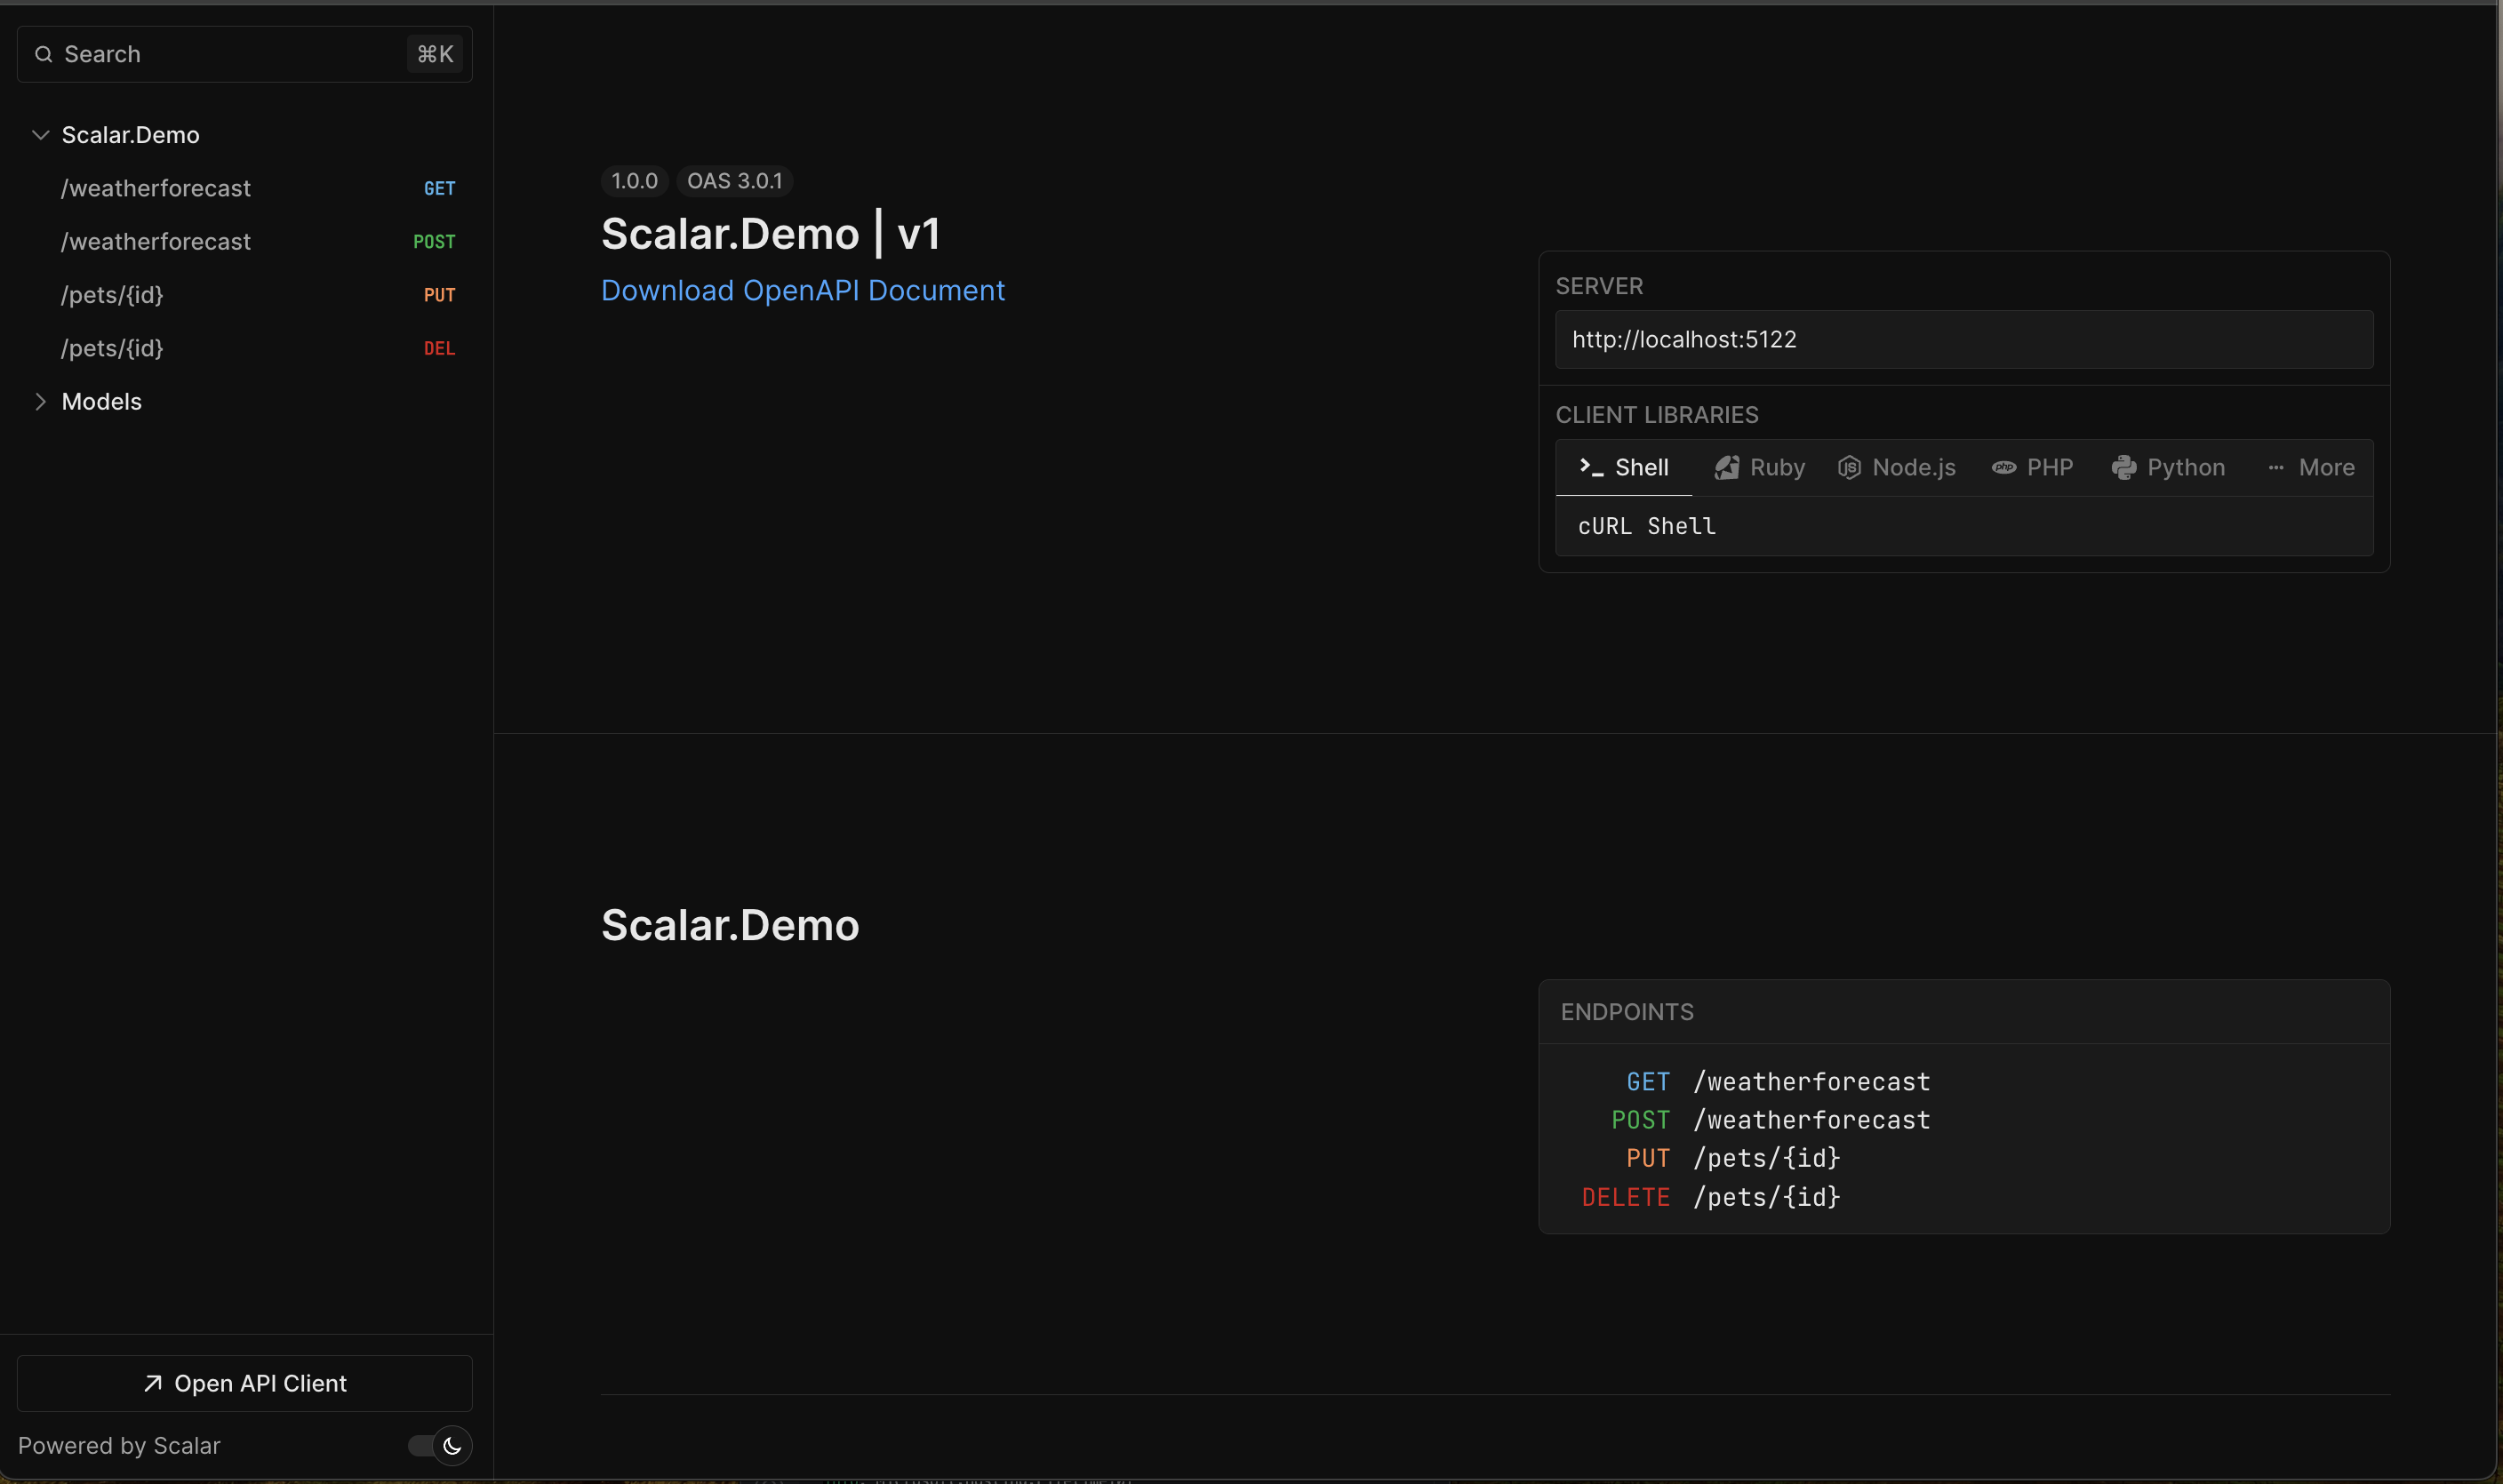 Search ⌘K
Scalar.Demo
/weatherforecast GET
/weatherforecast POST
/pets/{id} PUT
/pets/{id} DEL
Models
Open API Client
Powered by Scalar
1.0.0 OAS 3.0.1
Scalar.Demo | v1
Download OpenAPI Document
SERVER
http://localhost:5122
CLIENT LIBRARIES
Shell Ruby Node.js PHP Python ··· More
cURL Shell
Scalar.Demo
ENDPOINTS
GET /weatherforecast
POST /weatherforecast
PUT /pets/{id}
DELETE /pets/{id}